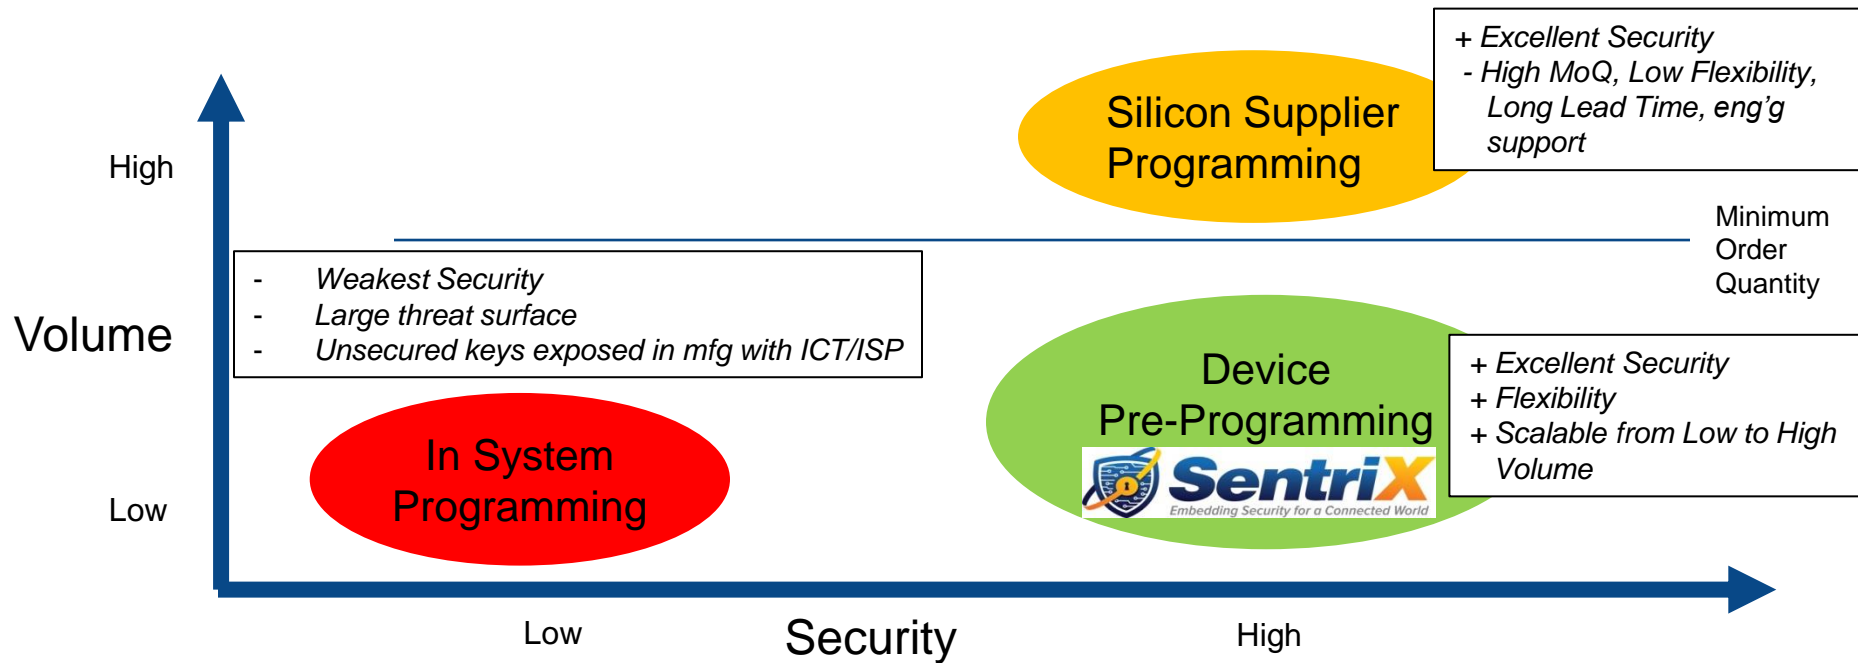 + Excellent Security
- High MoQ, Low Flexibility,
Long Lead Time, eng’g
support
Silicon Supplier
Programming
High
Minimum
Order
Quantity
- Weakest Security
- Large threat surface
- Unsecured keys exposed in mfg with ICT/ISP
Volume
Device
Pre-Programming
SentriX
Embedding Security for a Connected World
+ Excellent Security
+ Flexibility
+ Scalable from Low to High
Volume
In System
Programming
Low
Low
Security
High